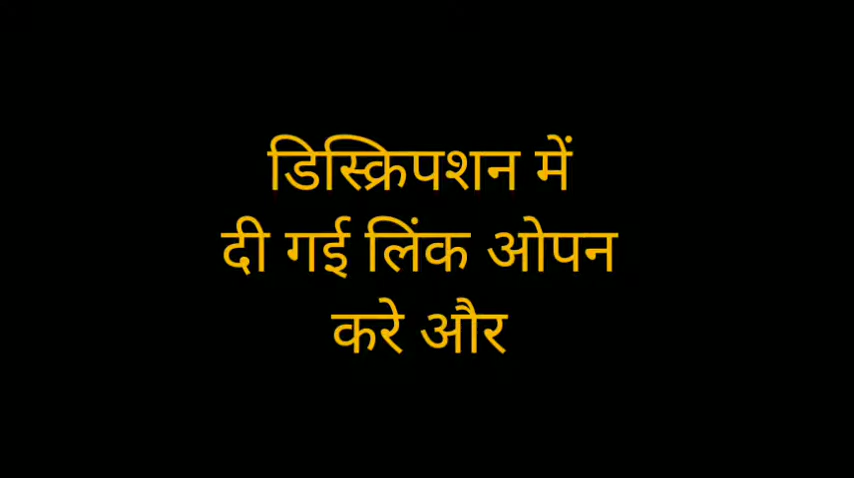 डिस्क्रिपशन में
दी गई लिंक ओपन
करे और